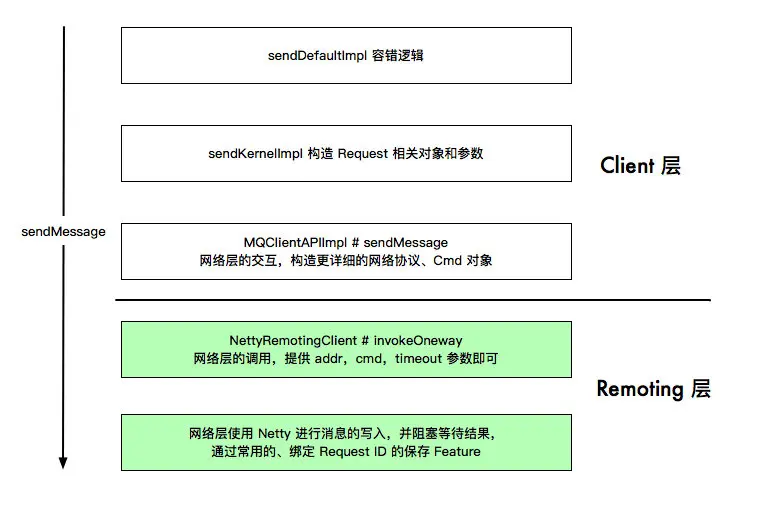 sendDefaultImpl 容错逻辑
sendKernelImpl 构造 Request 相关对象和参数
Client 层
sendMessage
MQClientAPIImpl # sendMessage
网络层的交互，构造更详细的网络协议、Cmd 对象
NettyRemotingClient # invokeOneway
网络层的调用，提供 addr，cmd，timeout 参数即可
Remoting 层
网络层使用 Netty 进行消息的写入，并阻塞等待结果，
通过常用的、绑定 Request ID 的保存 Feature